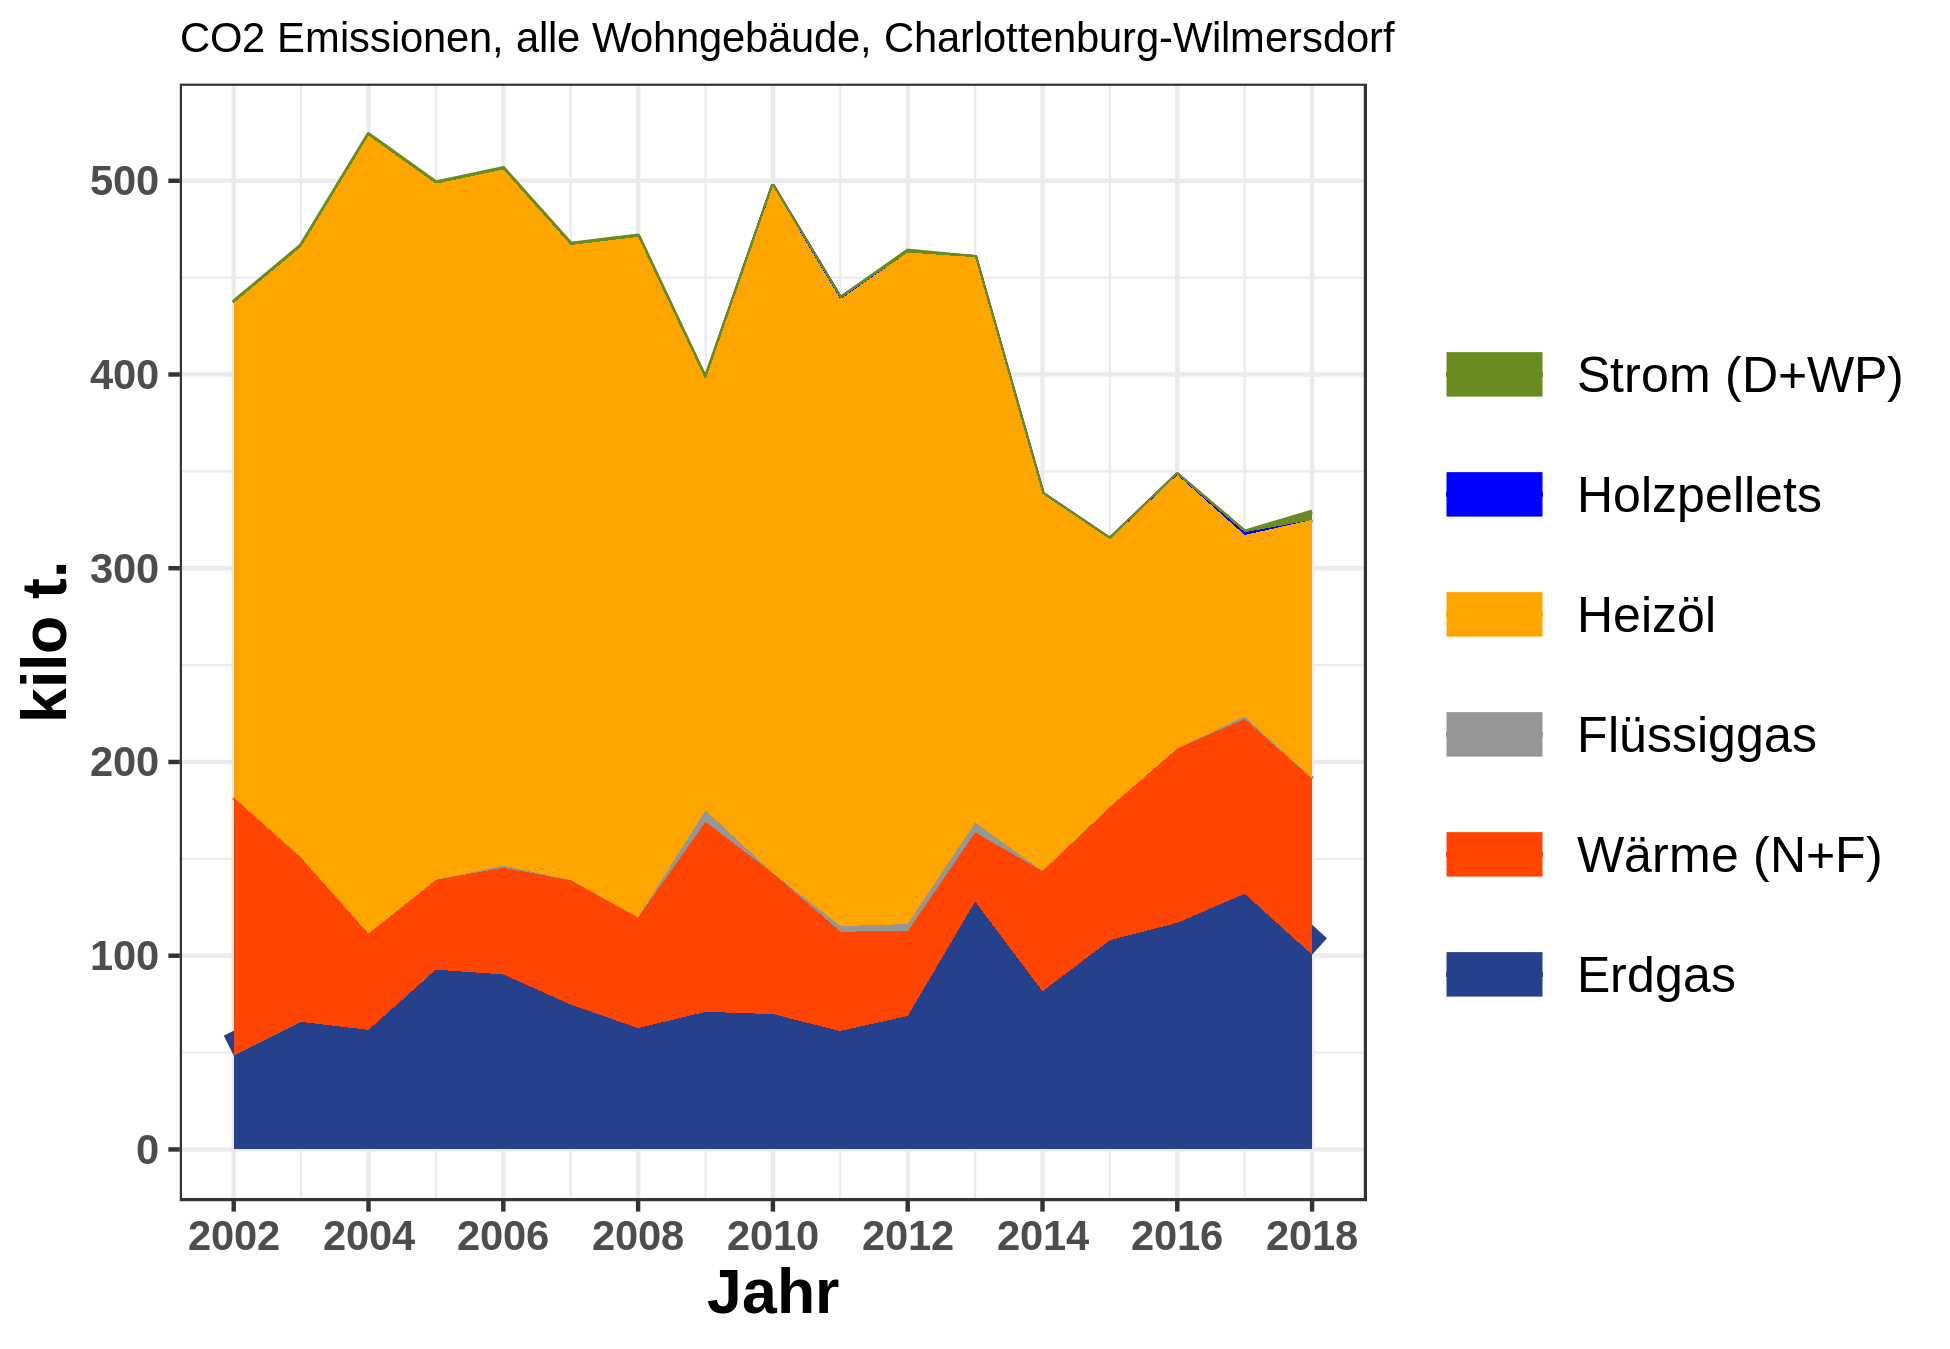 CO2 Emissionen, alle Wohngebäude, Charlottenburg-Wilmersdorf
500
400
300
200
100
0
kilo t.
2002 2004 2006 2008 2010 2012 2014 2016 2018
Jahr
Strom (D+WP)
Holzpellets
Heizöl
Flüssiggas
Wärme (N+F)
Erdgas